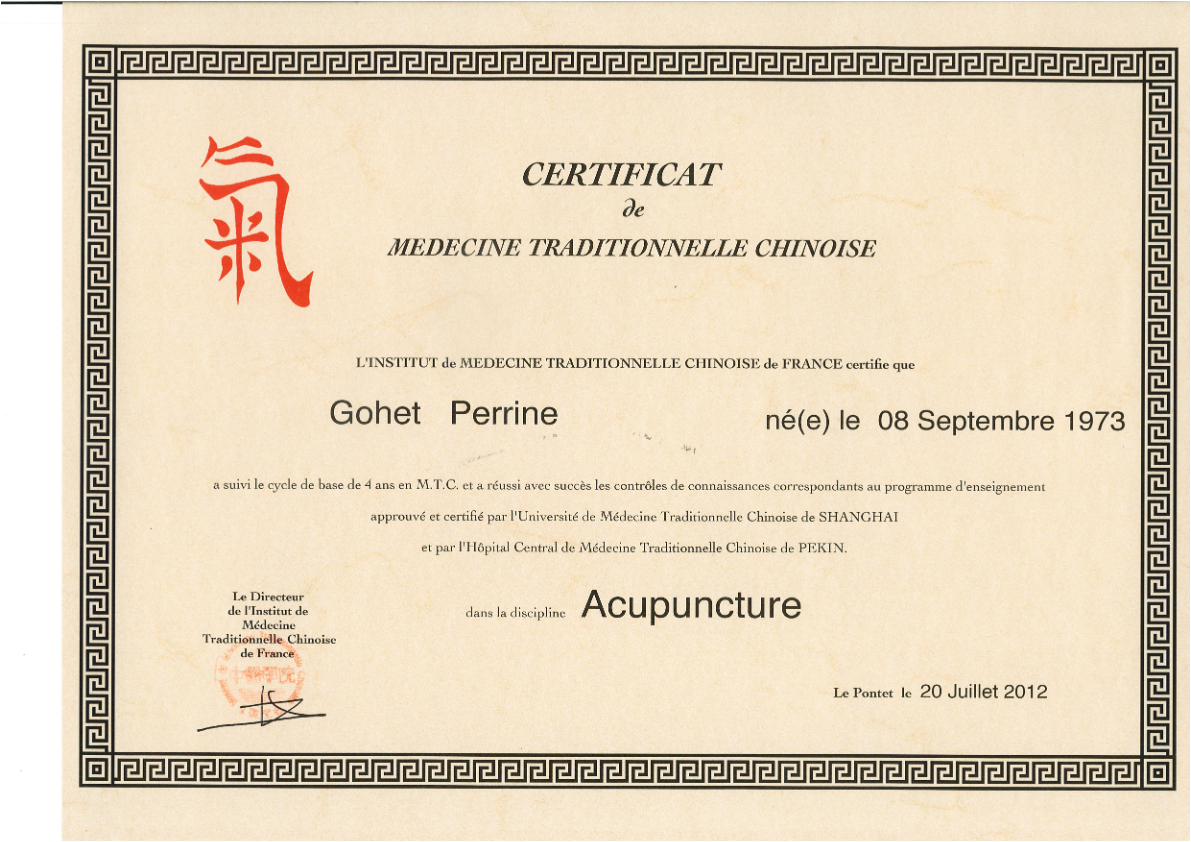 氣
CERTIFICAT
de
MEDECINE TRADITIONNELLE CHINOISE
L'INSTITUT de MEDECINE TRADITIONNELLE CHINOISE de FRANCE certifie que
Gohet Perrine né(e) le 08 Septembre 1973
a suivi le cycle de base de 4 ans en M.T.C. et a réussi avec succès les contrôles de connaissances correspondants au programme d'enseignement
approuvé et certifié par l'Université de Médecine Traditionnelle Chinoise de SHANGHAI
et par l'Hôpital Central de Médecine Traditionnelle Chinoise de PEKIN.
dans la discipline Acupuncture
Le Directeur
de l'Institut de
Médecine
Traditionnelle Chinoise
de France
Le Pontet le 20 Juillet 2012